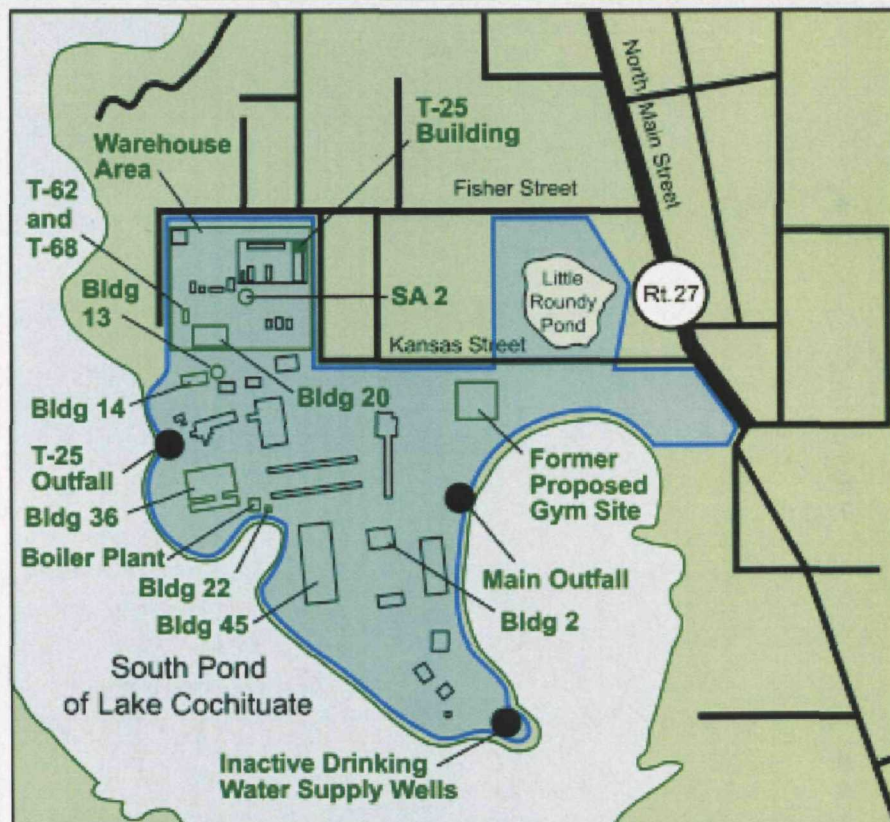 North Main Street
T-25
Building
Warehouse
Area
Fisher Street
T-62
and
T-68
Bldg
13
SA 2
Little
Roundy
Pond
Rt.27
Kansas Street
Bldg 14
Bldg 20
T-25
Outfall
Former
Proposed
Gym Site
Bldg 36
Boiler Plant
Main Outfall
Bldg 22
Bldg 2
Bldg 45
South Pond
of Lake Cochituate
Inactive Drinking
Water Supply Wells